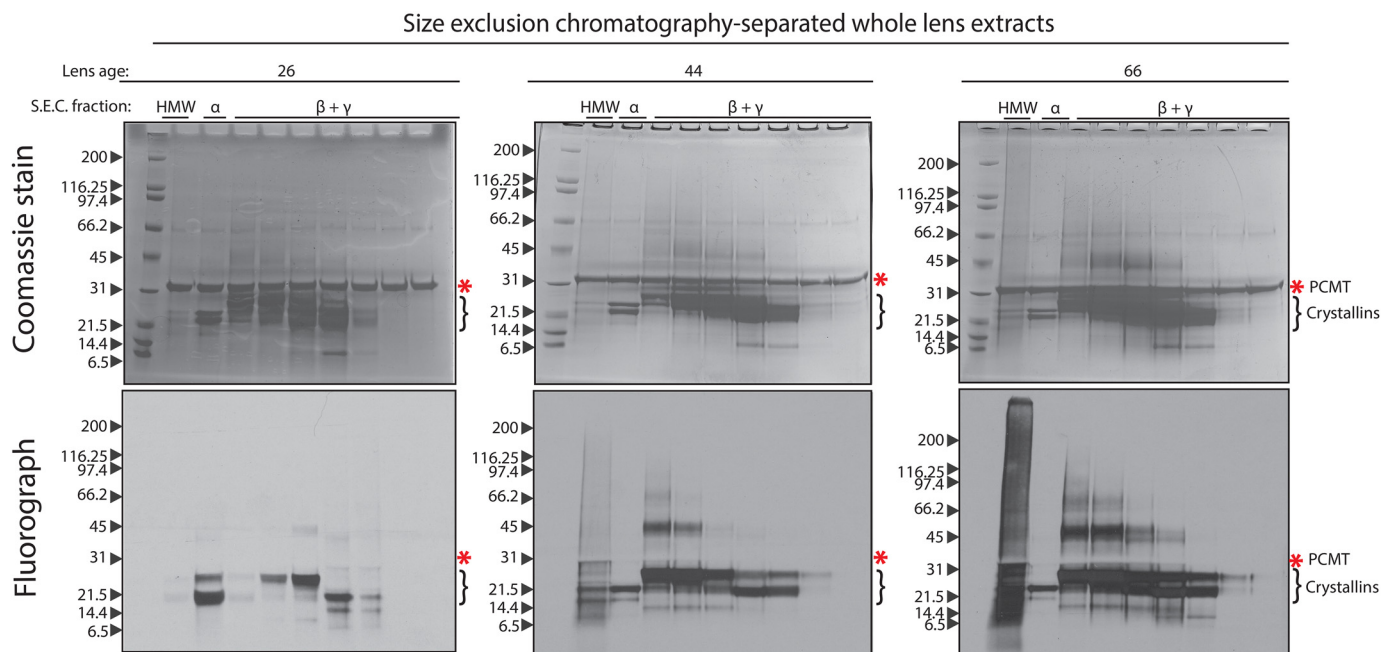 Size exclusion chromatography-separated whole lens extracts
Lens age: 26 44 66
S.E.C. fraction: HMW α β + γ HMW α β + γ HMW α β + γ
Coomassie stain
200 200 200
116.25 116.25 116.25
97.4 97.4 97.4
66.2 66.2 66.2
45 45 45
31 * 31 * 31 * PCMT
21.5 } 21.5 } 21.5 } Crystallins
14.4 14.4 14.4
6.5 6.5 6.5
Fluorograph
200 200 200
116.25 116.25 116.25
97.4 97.4 97.4
66.2 66.2 66.2
45 45 45
31 * 31 * 31 * PCMT
21.5 } 21.5 } 21.5 } Crystallins
14.4 14.4 14.4
6.5 6.5 6.5